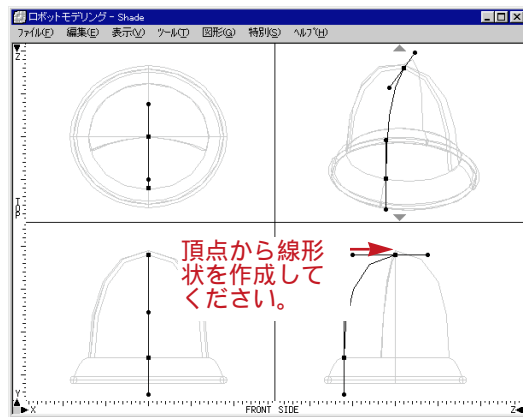 ロボットモデリング - Shade
ファイル(F) 編集(E) 表示(V) ツール(T) 図形(G) 特別(S) ヘルプ(H)
Z
TOP
頂点から線形
状を作成して
ください。
Y
X FRONT SIDE Z